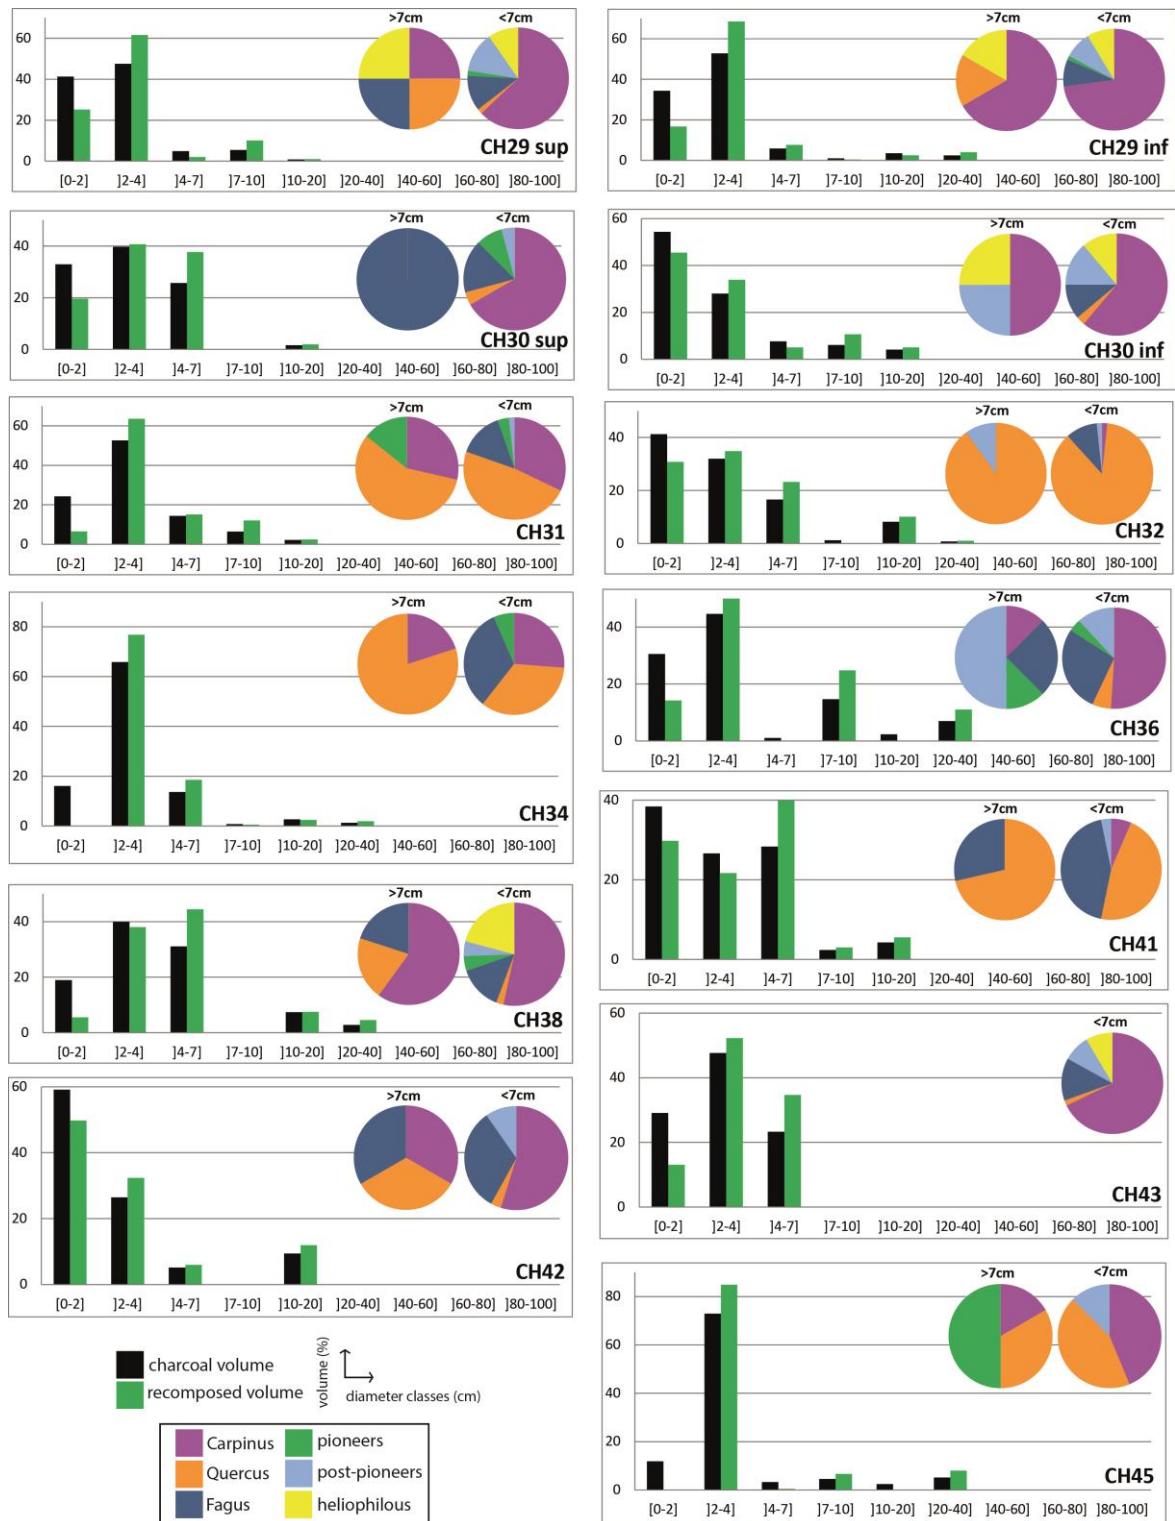 >7cm <7cm
60
40
20
0
CH29 sup
[0-2] ]2-4] ]4-7] ]7-10] ]10-20] ]20-40] ]40-60] ]60-80] ]80-100]
>7cm <7cm
60
40
20
0
CH29 inf
[0-2] ]2-4] ]4-7] ]7-10] ]10-20] ]20-40] ]40-60] ]60-80] ]80-100]
>7cm <7cm
40
20
0
CH30 sup
[0-2] ]2-4] ]4-7] ]7-10] ]10-20] ]20-40] ]40-60] ]60-80] ]80-100]
60
>7cm <7cm
40
20
0
CH30 inf
[0-2] ]2-4] ]4-7] ]7-10] ]10-20] ]20-40] ]40-60] ]60-80] ]80-100]
>7cm <7cm
60
40
20
0
CH31
[0-2] ]2-4] ]4-7] ]7-10] ]10-20] ]20-40] ]40-60] ]60-80] ]80-100]
>7cm <7cm
40
20
0
CH32
[0-2] ]2-4] ]4-7] ]7-10] ]10-20] ]20-40] ]40-60] ]60-80] ]80-100]
>7cm <7cm
80
60
40
20
0
CH34
[0-2] ]2-4] ]4-7] ]7-10] ]10-20] ]20-40] ]40-60] ]60-80] ]80-100]
>7cm <7cm
40
20
0
CH36
[0-2] ]2-4] ]4-7] ]7-10] ]10-20] ]20-40] ]40-60] ]60-80] ]80-100]
40
>7cm <7cm
20
0
CH41
[0-2] ]2-4] ]4-7] ]7-10] ]10-20] ]20-40] ]40-60] ]60-80] ]80-100]
>7cm <7cm
40
20
0
CH38
[0-2] ]2-4] ]4-7] ]7-10] ]10-20] ]20-40] ]40-60] ]60-80] ]80-100]
60
<7cm
40
20
0
CH43
[0-2] ]2-4] ]4-7] ]7-10] ]10-20] ]20-40] ]40-60] ]60-80] ]80-100]
60
>7cm <7cm
40
20
0
CH42
[0-2] ]2-4] ]4-7] ]7-10] ]10-20] ]20-40] ]40-60] ]60-80] ]80-100]
>7cm <7cm
80
60
40
20
0
CH45
[0-2] ]2-4] ]4-7] ]7-10] ]10-20] ]20-40] ]40-60] ]60-80] ]80-100]
charcoal volume
recomposed volume
volume (%)
diameter classes (cm)
Carpinus pioneers
Quercus post-pioneers
Fagus heliophilous